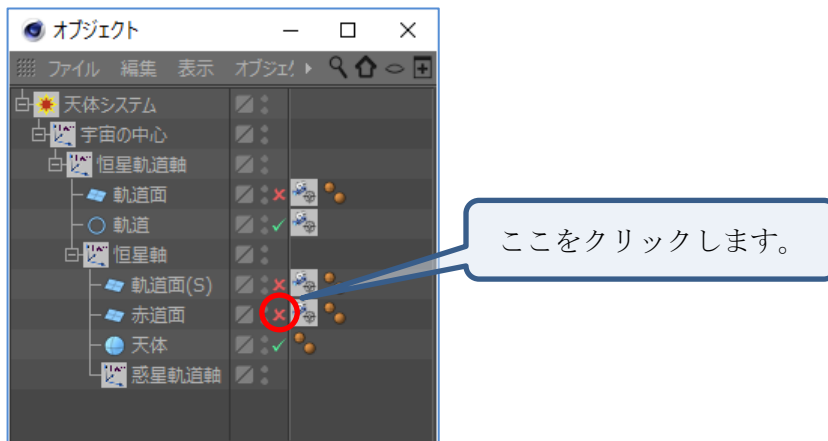 オブジェクト
ファイル 編集 表示 オブジェク
天体システム
宇宙の中心
恒星軌道軸
軌道面
軌道
恒星軸
軌道面(S)
赤道面
天体
惑星軌道軸
ここをクリックします。